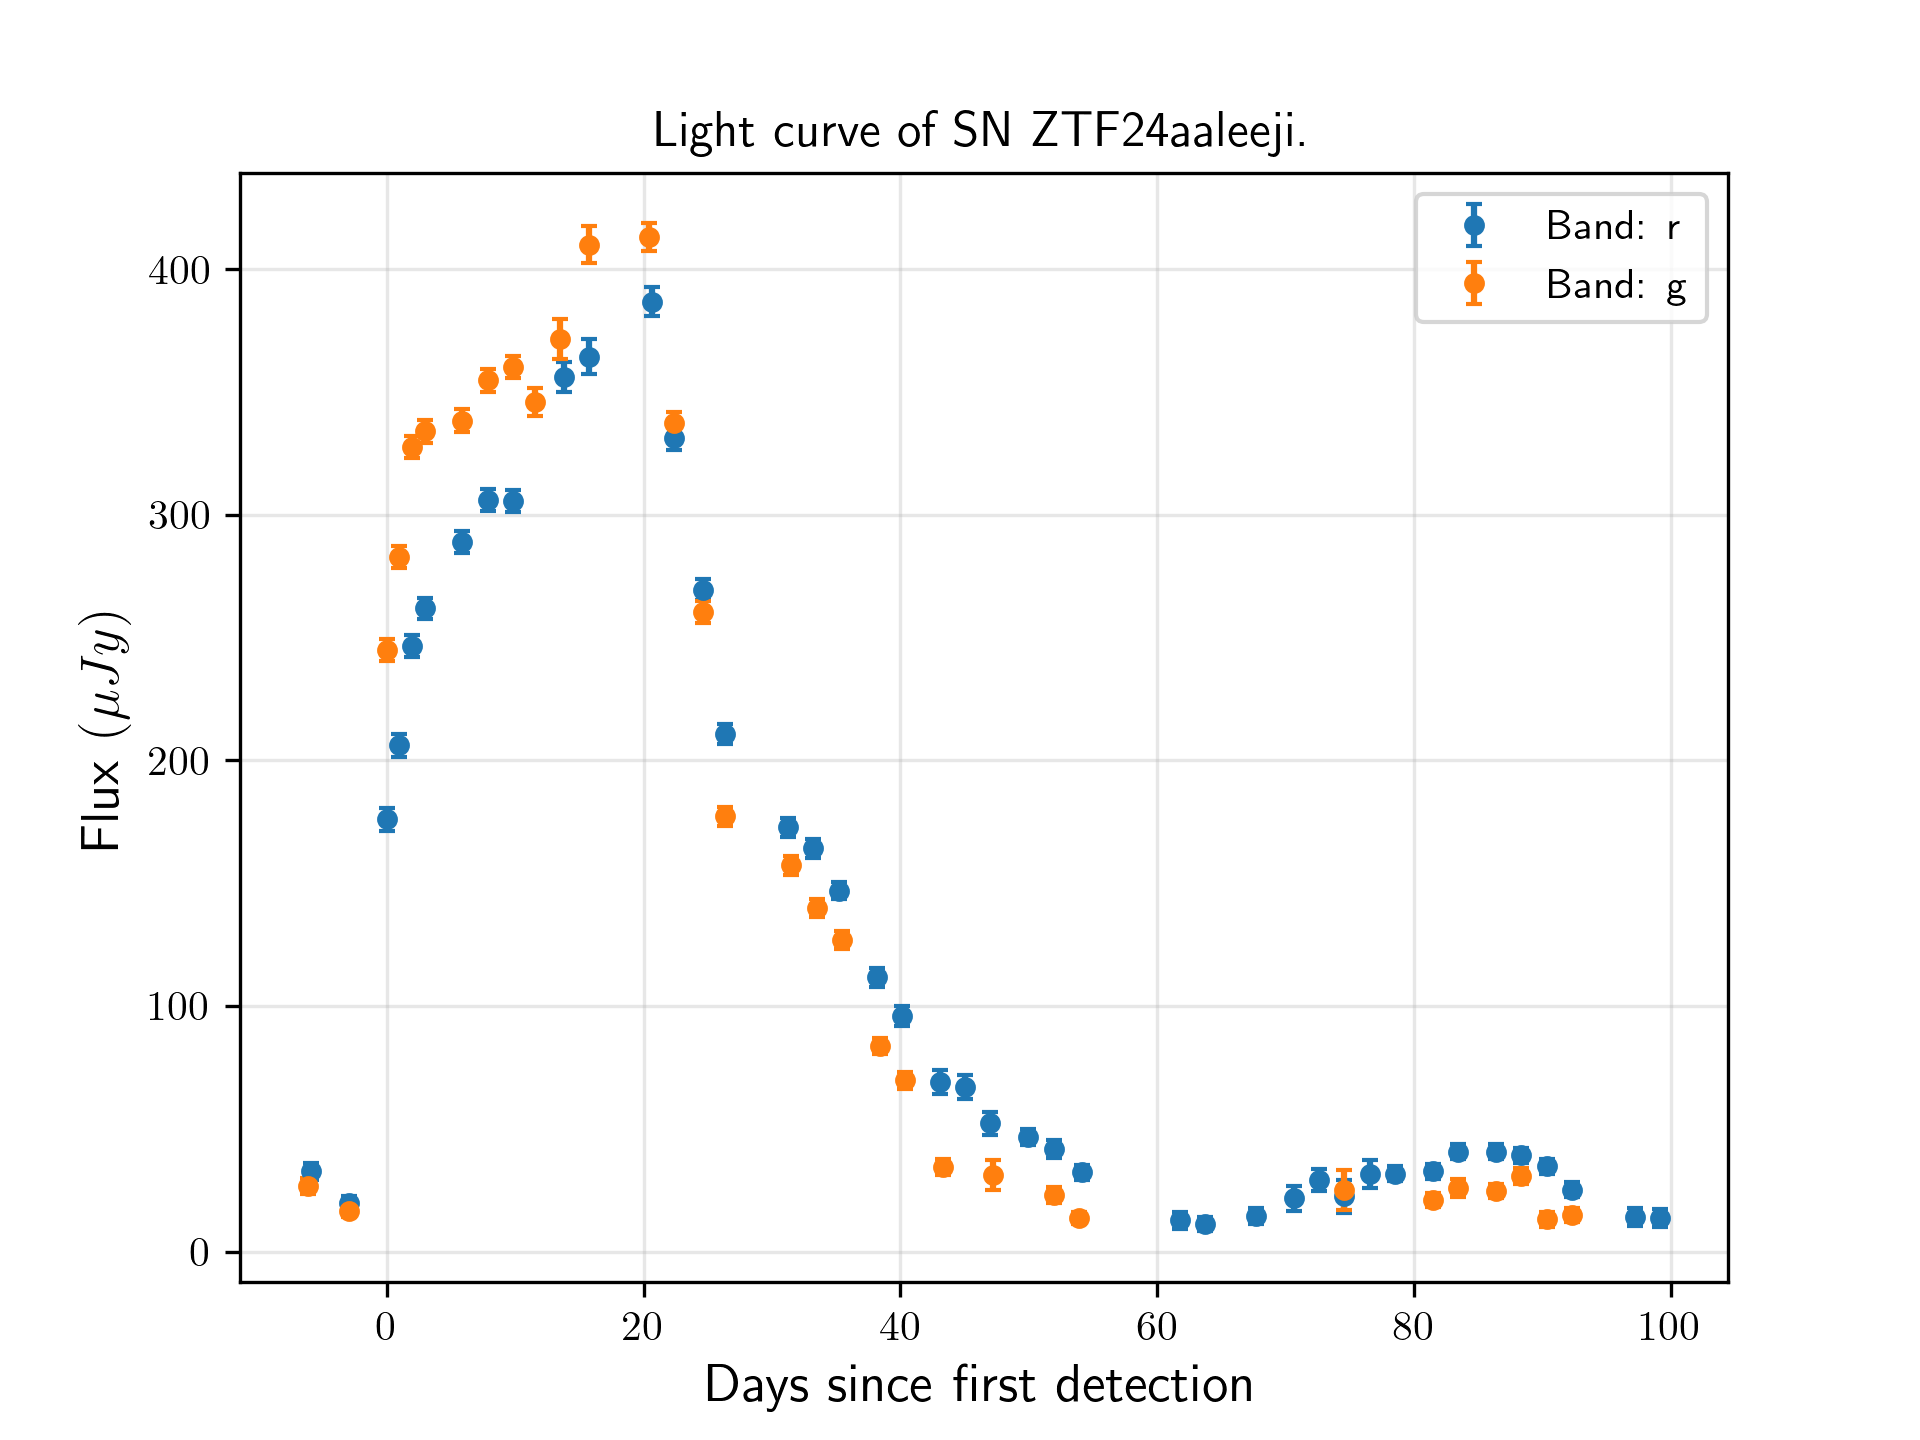 Light curve of SN ZTF24aaleeji.
Band: r
Band: g
400
300
200
100
0
Flux (μJy)
0 20 40 60 80 100
Days since first detection